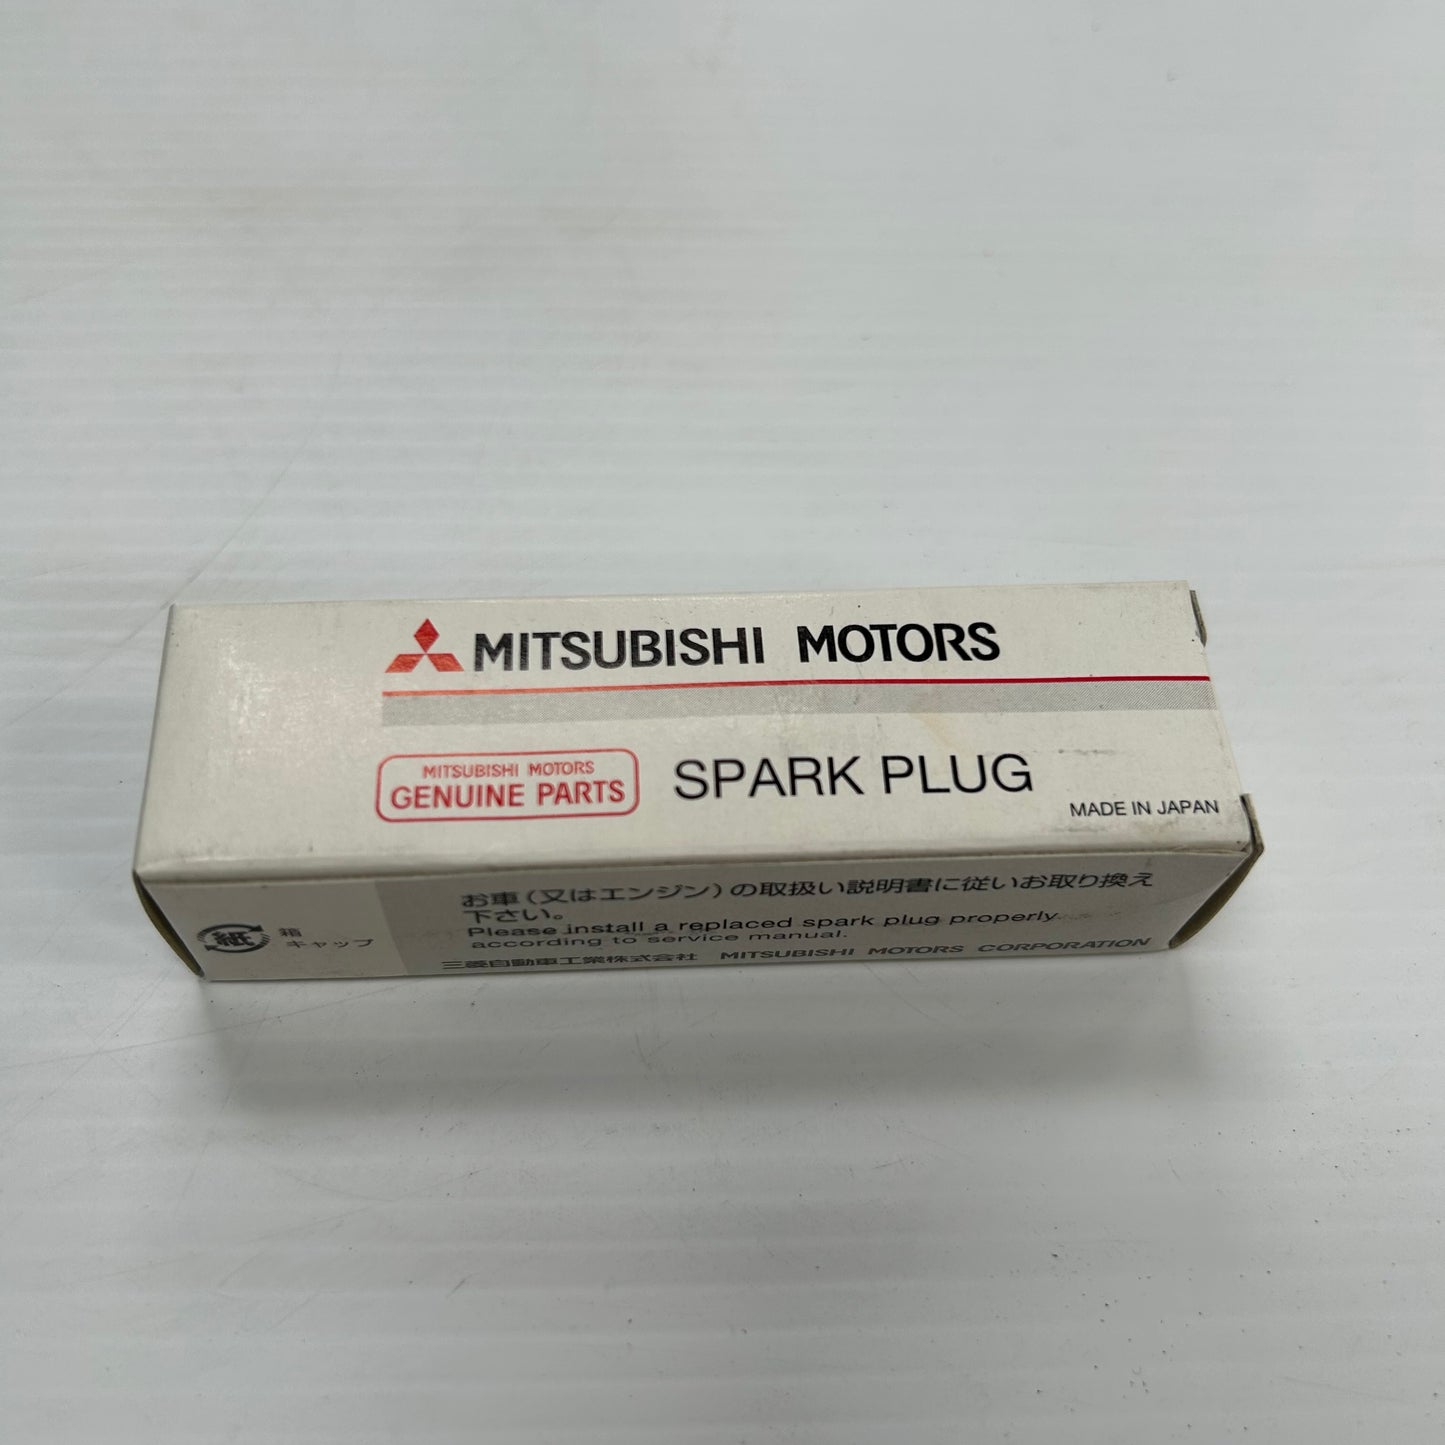 MITSUBISHI MOTORS
MITSUBISHI MOTORS
GENUINE PARTS
SPARK PLUG
MADE IN JAPAN
お車(又はエンジン)の取扱い説明書に従いお取り換え
下さい。
Please install a replaced spark plug properly
according to service manual.
三菱自動車工業株式会社 MITSUBISHI MOTORS CORPORATION
紙
箱
キャップ